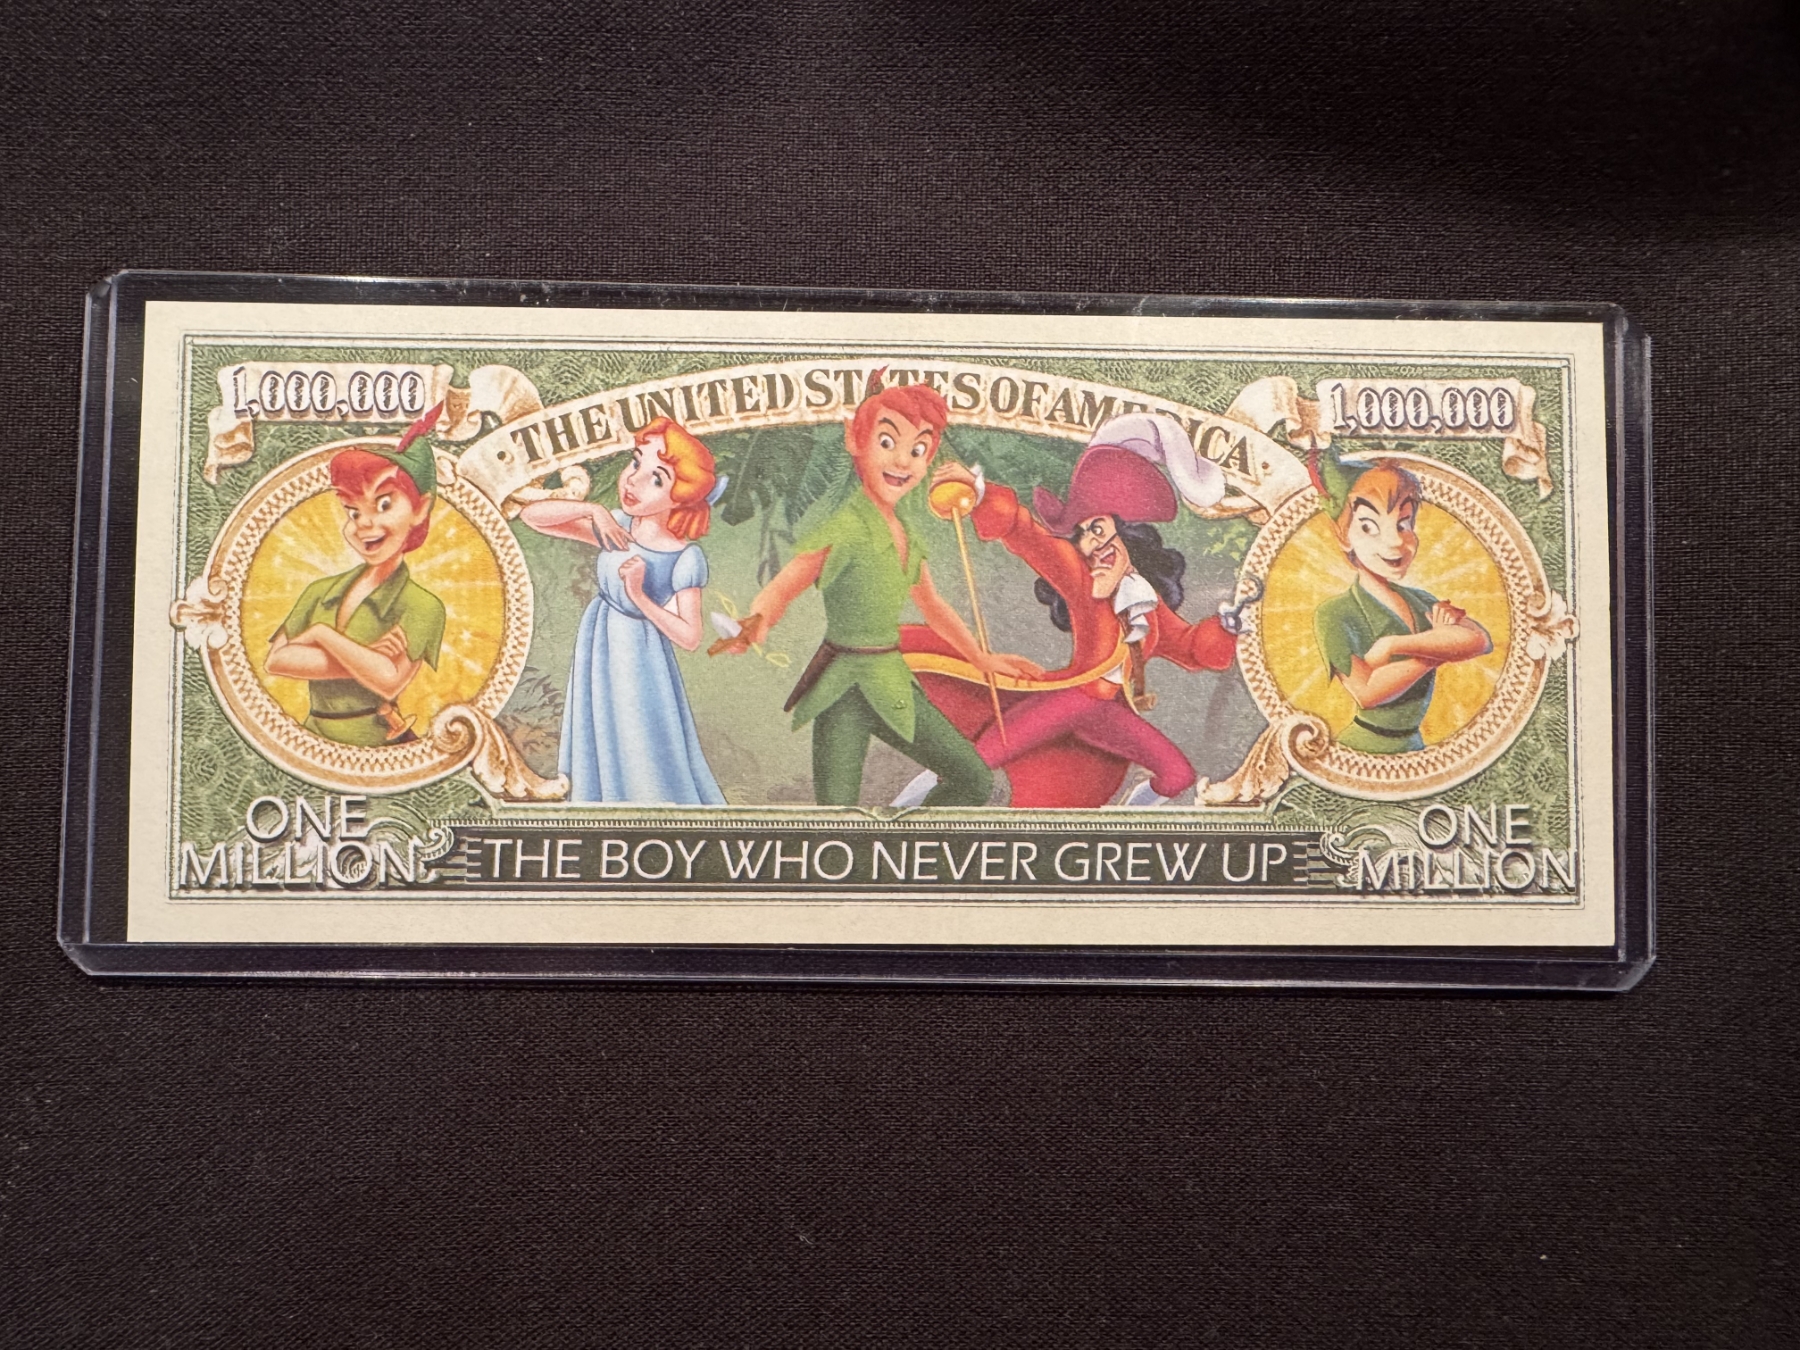 1,000,000
THE UNITED STATES OF AMERICA
1,000,000
ONE
MILLION
THE BOY WHO NEVER GREW UP
ONE
MILLION